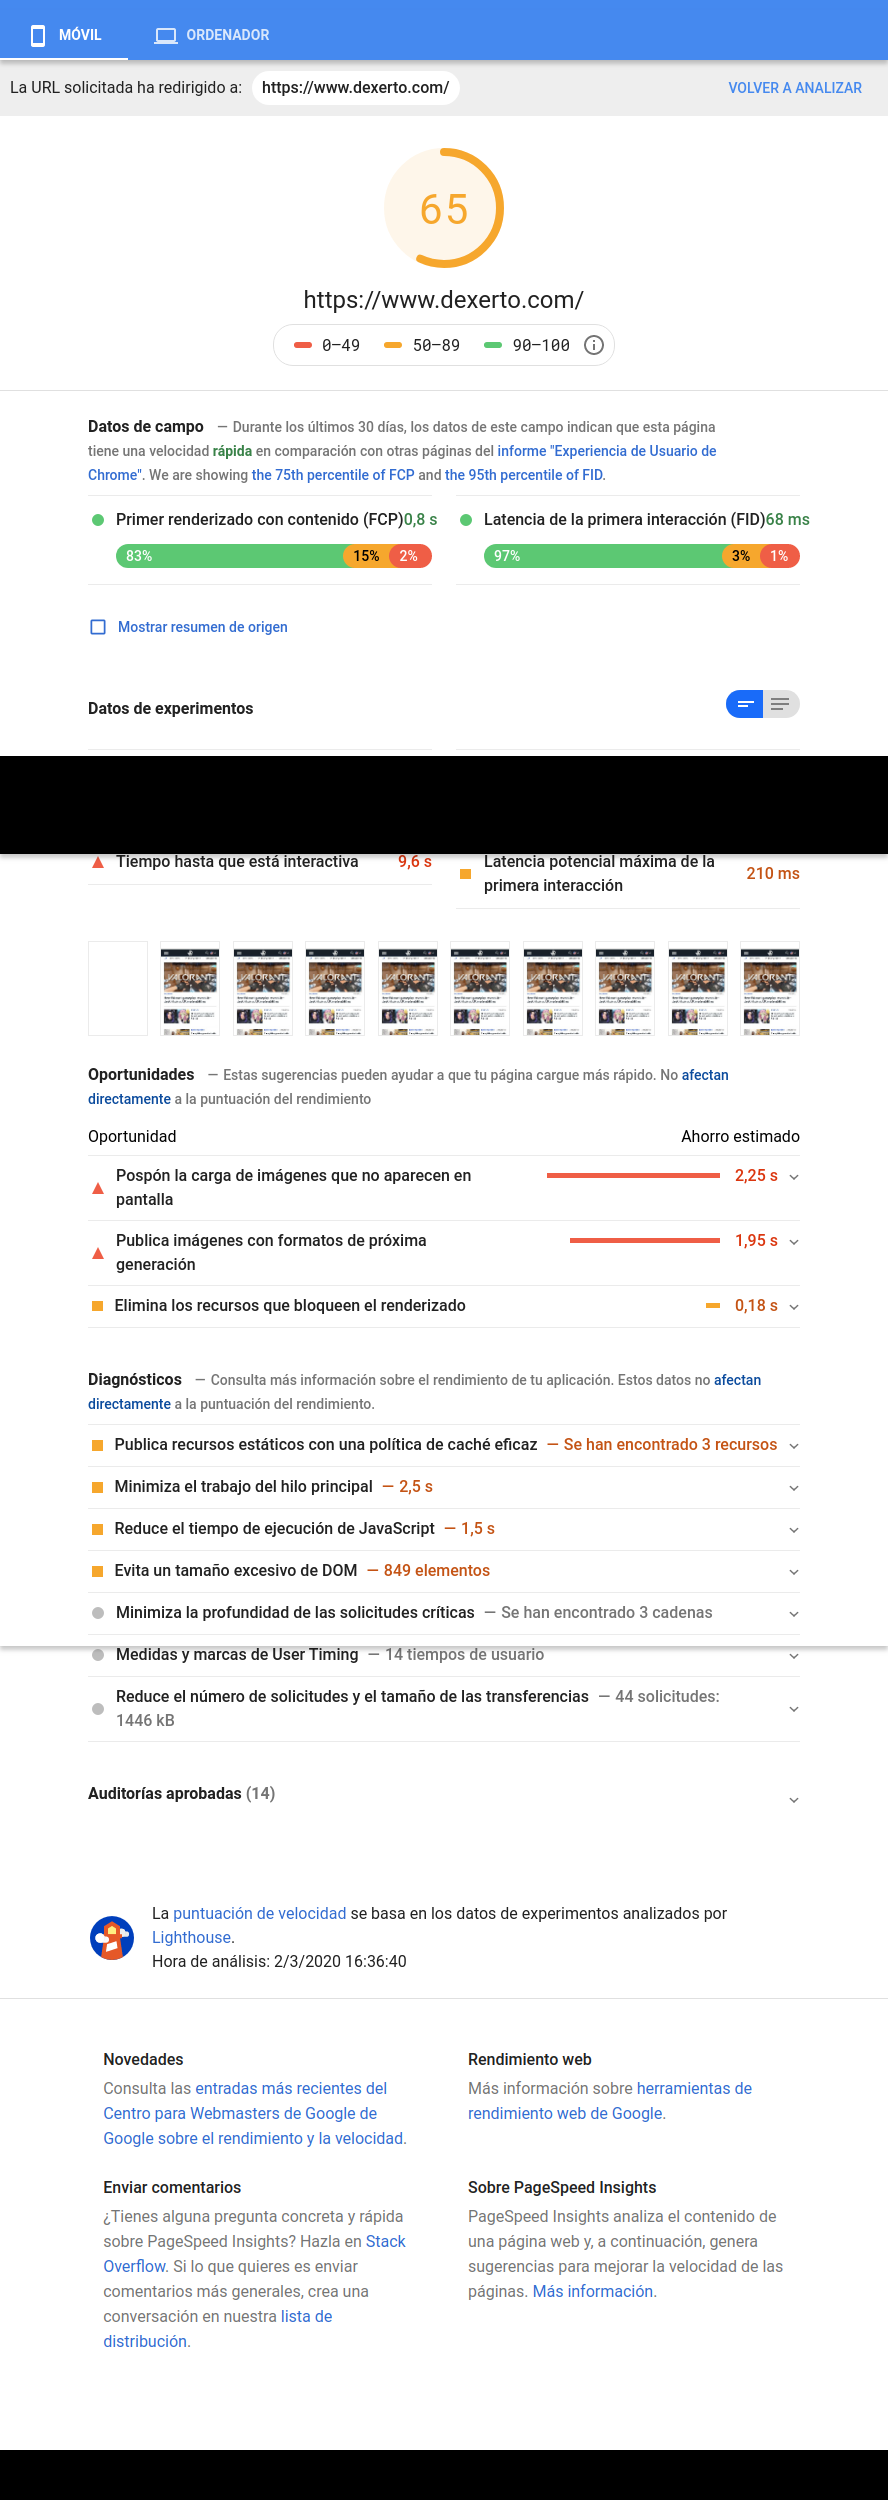 MÓVIL
ORDENADOR
La URL solicitada ha redirigido a: https://www.dexerto.com/ VOLVER A ANALIZAR
65
https://www.dexerto.com/
0–49 50–89 90–100
Datos de campo — Durante los últimos 30 días, los datos de este campo indican que esta página
tiene una velocidad rápida en comparación con otras páginas del informe "Experiencia de Usuario de
Chrome". We are showing the 75th percentile of FCP and the 95th percentile of FID.
Primer renderizado con contenido (FCP)0,8 s
83% 15% 2%
Latencia de la primera interacción (FID)68 ms
97% 3% 1%
Mostrar resumen de origen
Datos de experimentos
Tiempo hasta que está interactiva 9,6 s
Latencia potencial máxima de la
primera interacción
210 ms
Oportunidades — Estas sugerencias pueden ayudar a que tu página cargue más rápido. No afectan
directamente a la puntuación del rendimiento
Oportunidad Ahorro estimado
Pospón la carga de imágenes que no aparecen en
pantalla
2,25 s
Publica imágenes con formatos de próxima
generación
1,95 s
Elimina los recursos que bloqueen el renderizado 0,18 s
Diagnósticos — Consulta más información sobre el rendimiento de tu aplicación. Estos datos no afectan
directamente a la puntuación del rendimiento.
Publica recursos estáticos con una política de caché eficaz — Se han encontrado 3 recursos
Minimiza el trabajo del hilo principal — 2,5 s
Reduce el tiempo de ejecución de JavaScript — 1,5 s
Evita un tamaño excesivo de DOM — 849 elementos
Minimiza la profundidad de las solicitudes críticas — Se han encontrado 3 cadenas
Medidas y marcas de User Timing — 14 tiempos de usuario
Reduce el número de solicitudes y el tamaño de las transferencias — 44 solicitudes:
1446 kB
Auditorías aprobadas (14)
La puntuación de velocidad se basa en los datos de experimentos analizados por
Lighthouse.
Hora de análisis: 2/3/2020 16:36:40
Novedades
Consulta las entradas más recientes del
Centro para Webmasters de Google de
Google sobre el rendimiento y la velocidad.
Rendimiento web
Más información sobre herramientas de
rendimiento web de Google.
Enviar comentarios
¿Tienes alguna pregunta concreta y rápida
sobre PageSpeed Insights? Hazla en Stack
Overflow. Si lo que quieres es enviar
comentarios más generales, crea una
conversación en nuestra lista de
distribución.
Sobre PageSpeed Insights
PageSpeed Insights analiza el contenido de
una página web y, a continuación, genera
sugerencias para mejorar la velocidad de las
páginas. Más información.